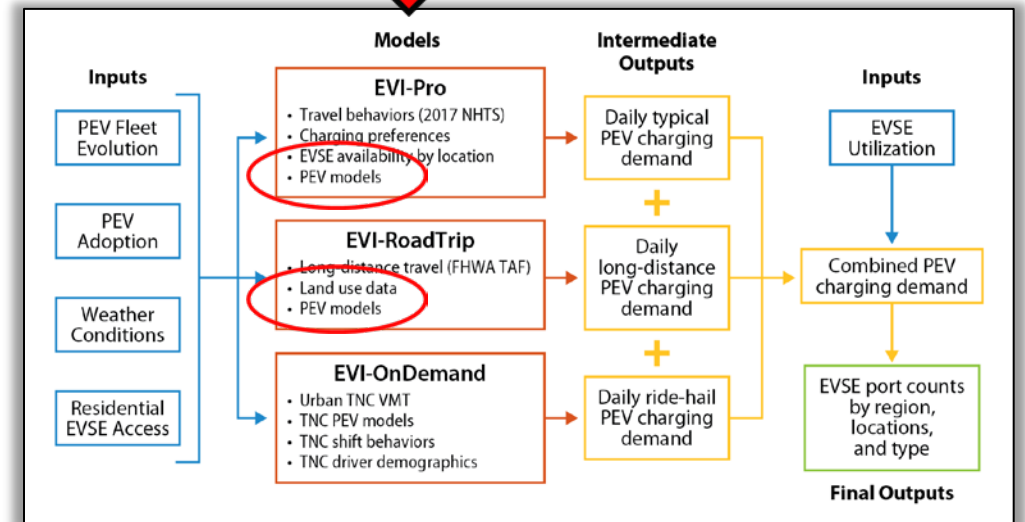 Inputs
PEV Fleet
Evolution
PEV
Adoption
Weather
Conditions
Residential
EVSE Access
Models
EVI-Pro
• Travel behaviors (2017 NHTS)
• Charging preferences
• EVSE availability by location
• PEV models
EVI-RoadTrip
• Long-distance travel (FHWA TAF)
• Land use data
• PEV models
EVI-OnDemand
• Urban TNC VMT
• TNC PEV models
• TNC shift behaviors
• TNC driver demographics
Intermediate
Outputs
Daily typical
PEV charging
demand
+
Daily
long-distance
PEV charging
demand
+
Daily ride-hail
PEV charging
demand
Inputs
EVSE
Utilization
Combined PEV
charging demand
EVSE port counts
by region,
locations,
and type
Final Outputs